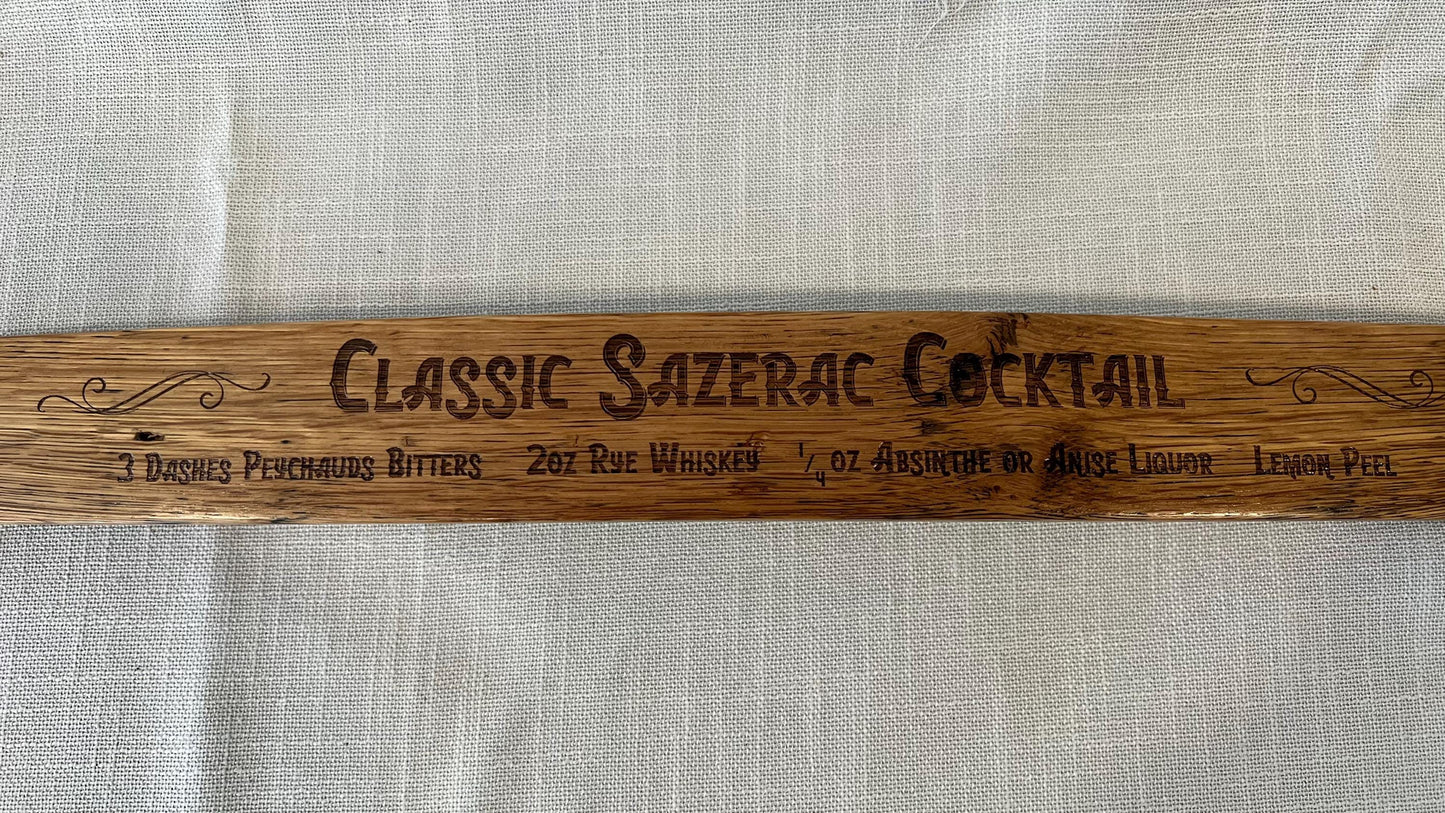 Classic Sazerac Cocktail
3 Dashes Peychauds Bitters 2oz Rye Whiskey 1/4 oz Absinthe or Anise Liquor Lemon Peel